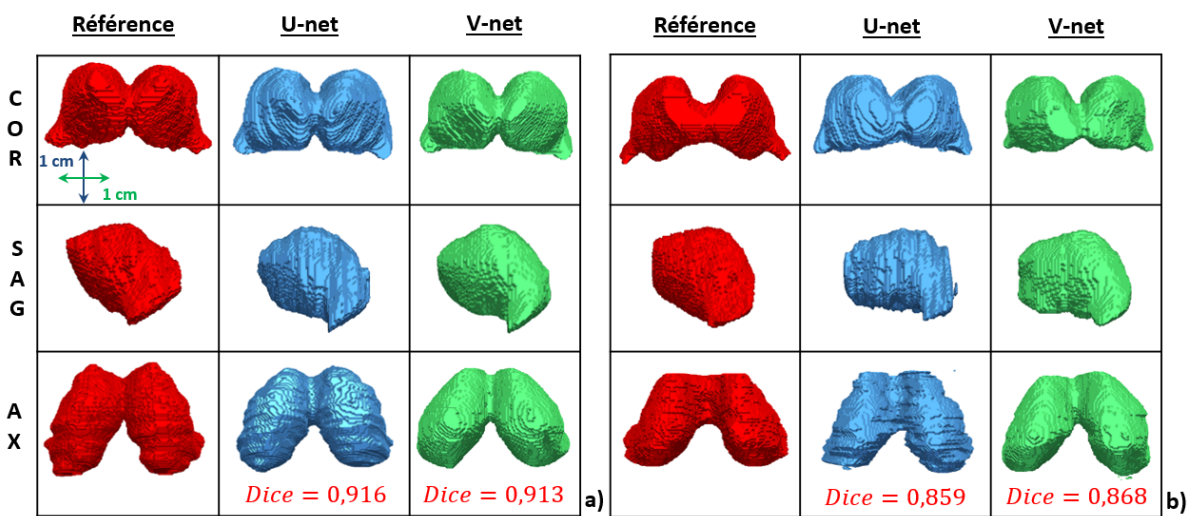 Référence U-net V-net Référence U-net V-net
C
O
R
1 cm
1 cm
S
A
G
A
X
Dice = 0,916 Dice = 0,913 a) Dice = 0,859 Dice = 0,868 b)